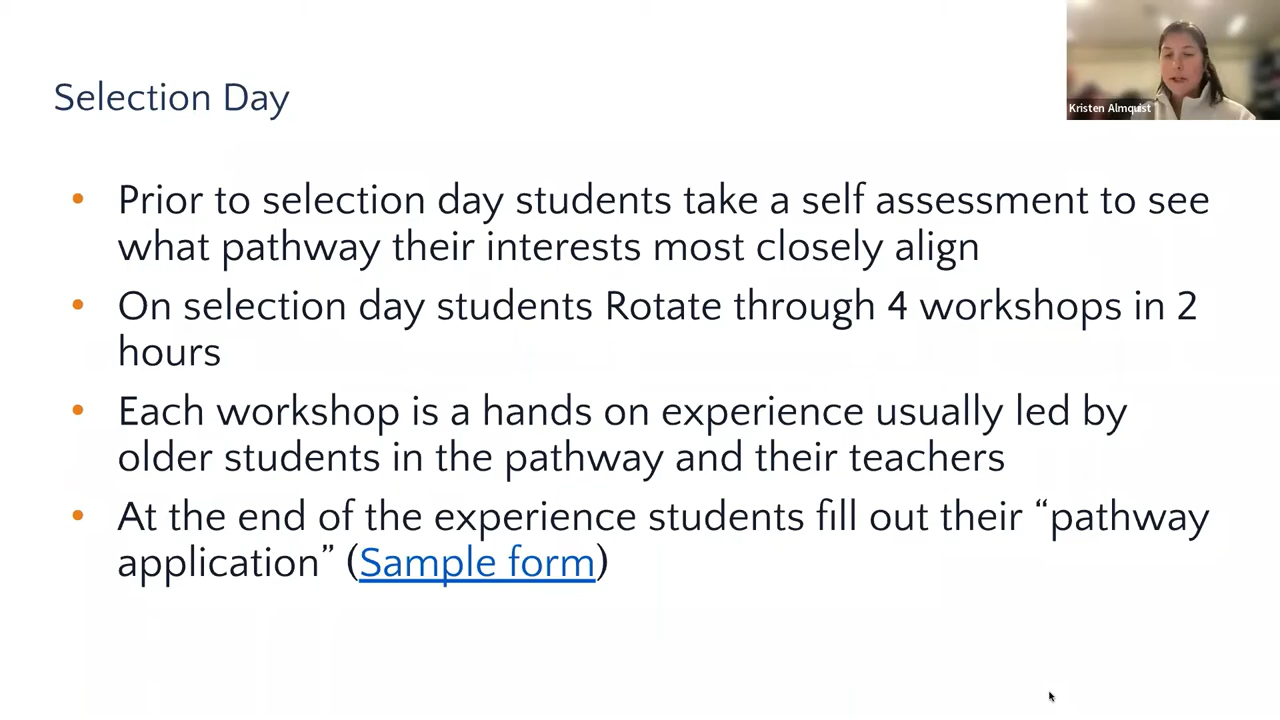 Kristen Almquist
Selection Day
• Prior to selection day students take a self assessment to see
what pathway their interests most closely align
• On selection day students Rotate through 4 workshops in 2
hours
• Each workshop is a hands on experience usually led by
older students in the pathway and their teachers
• At the end of the experience students fill out their “pathway
application” (Sample form)